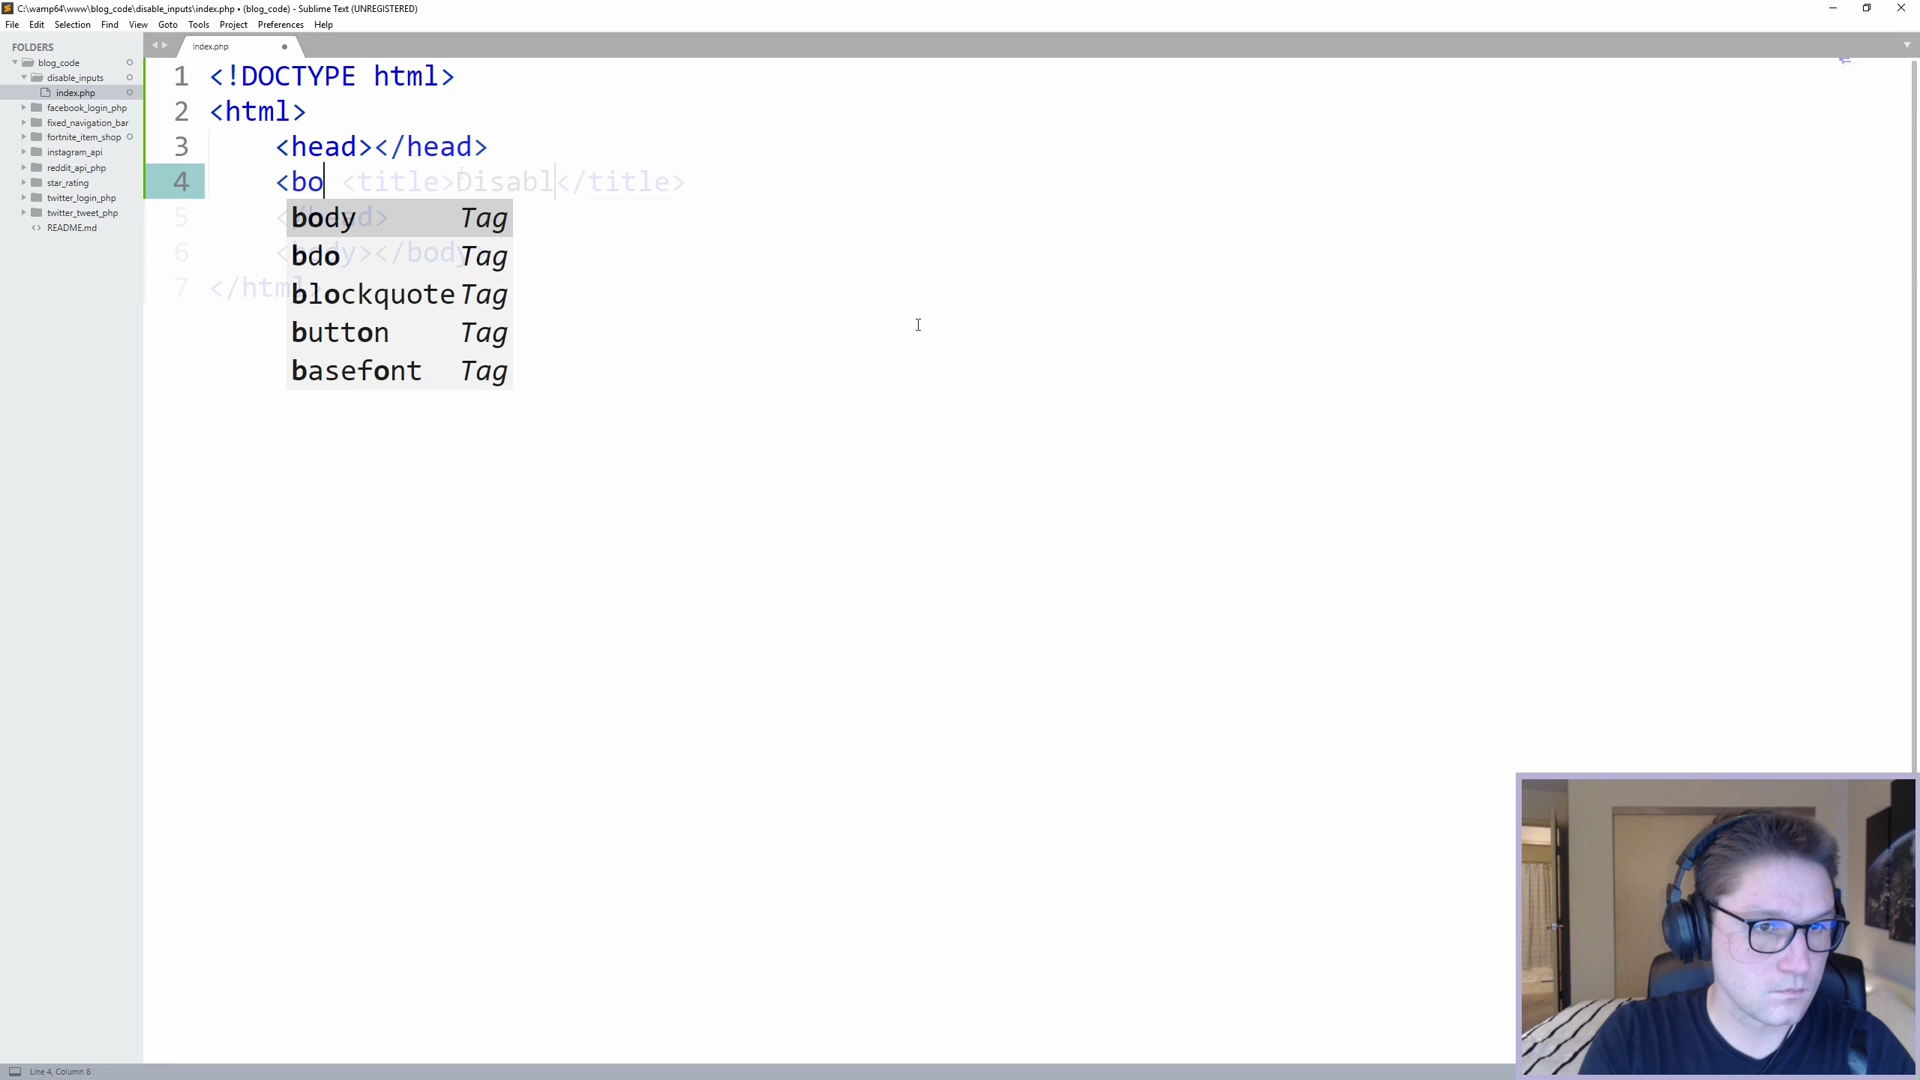 C:\wamp64\www\blog_code\disable_inputs\index.php • (blog_code) - Sublime Text (UNREGISTERED)
File Edit Selection Find View Goto Tools Project Preferences Help
FOLDERS
blog_code
disable_inputs
index.php
facebook_login_php
fixed_navigation_bar
fortnite_item_shop
instagram_api
reddit_api_php
star_rating
twitter_login_php
twitter_tweet_php
README.md
index.php
1 <!DOCTYPE html>
2 <html>
3 <head></head>
4 <bo <title>Disabl</title>
5
body Tag
6 <body></body>
bdo Tag
7 </html>
blockquote Tag
button Tag
basefont Tag
Line 4, Column 8